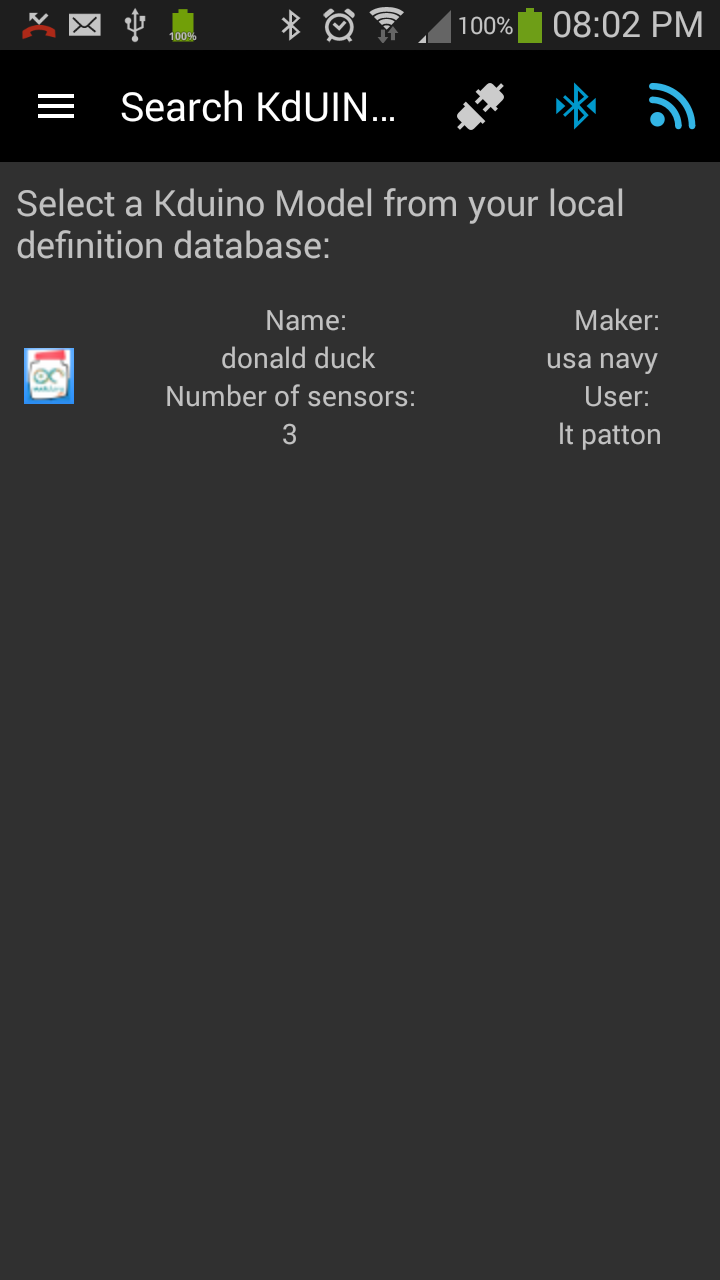 100%
100%
08:02 PM
Search KdUIN...
Select a Kduino Model from your local
definition database:
Name:
Maker:
donald duck
usa navy
Number of sensors:
User:
3
lt patton